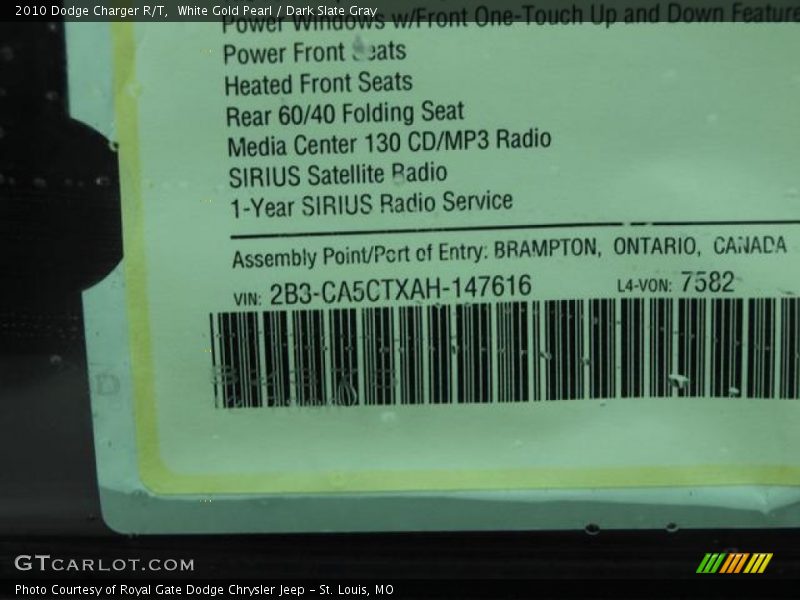 2010 Dodge Charger R/T, White Gold Pearl / Dark Slate Gray
Power Windows w/Front One-Touch Up and Down Feature
Power Front Seats
Heated Front Seats
Rear 60/40 Folding Seat
Media Center 130 CD/MP3 Radio
SIRIUS Satellite Radio
1-Year SIRIUS Radio Service
Assembly Point/Port of Entry: BRAMPTON, ONTARIO, CANADA
VIN: 2B3-CA5CTXAH-147616 L4-VON: 7582
GTCARLOT.COM
Photo Courtesy of Royal Gate Dodge Chrysler Jeep - St. Louis, MO